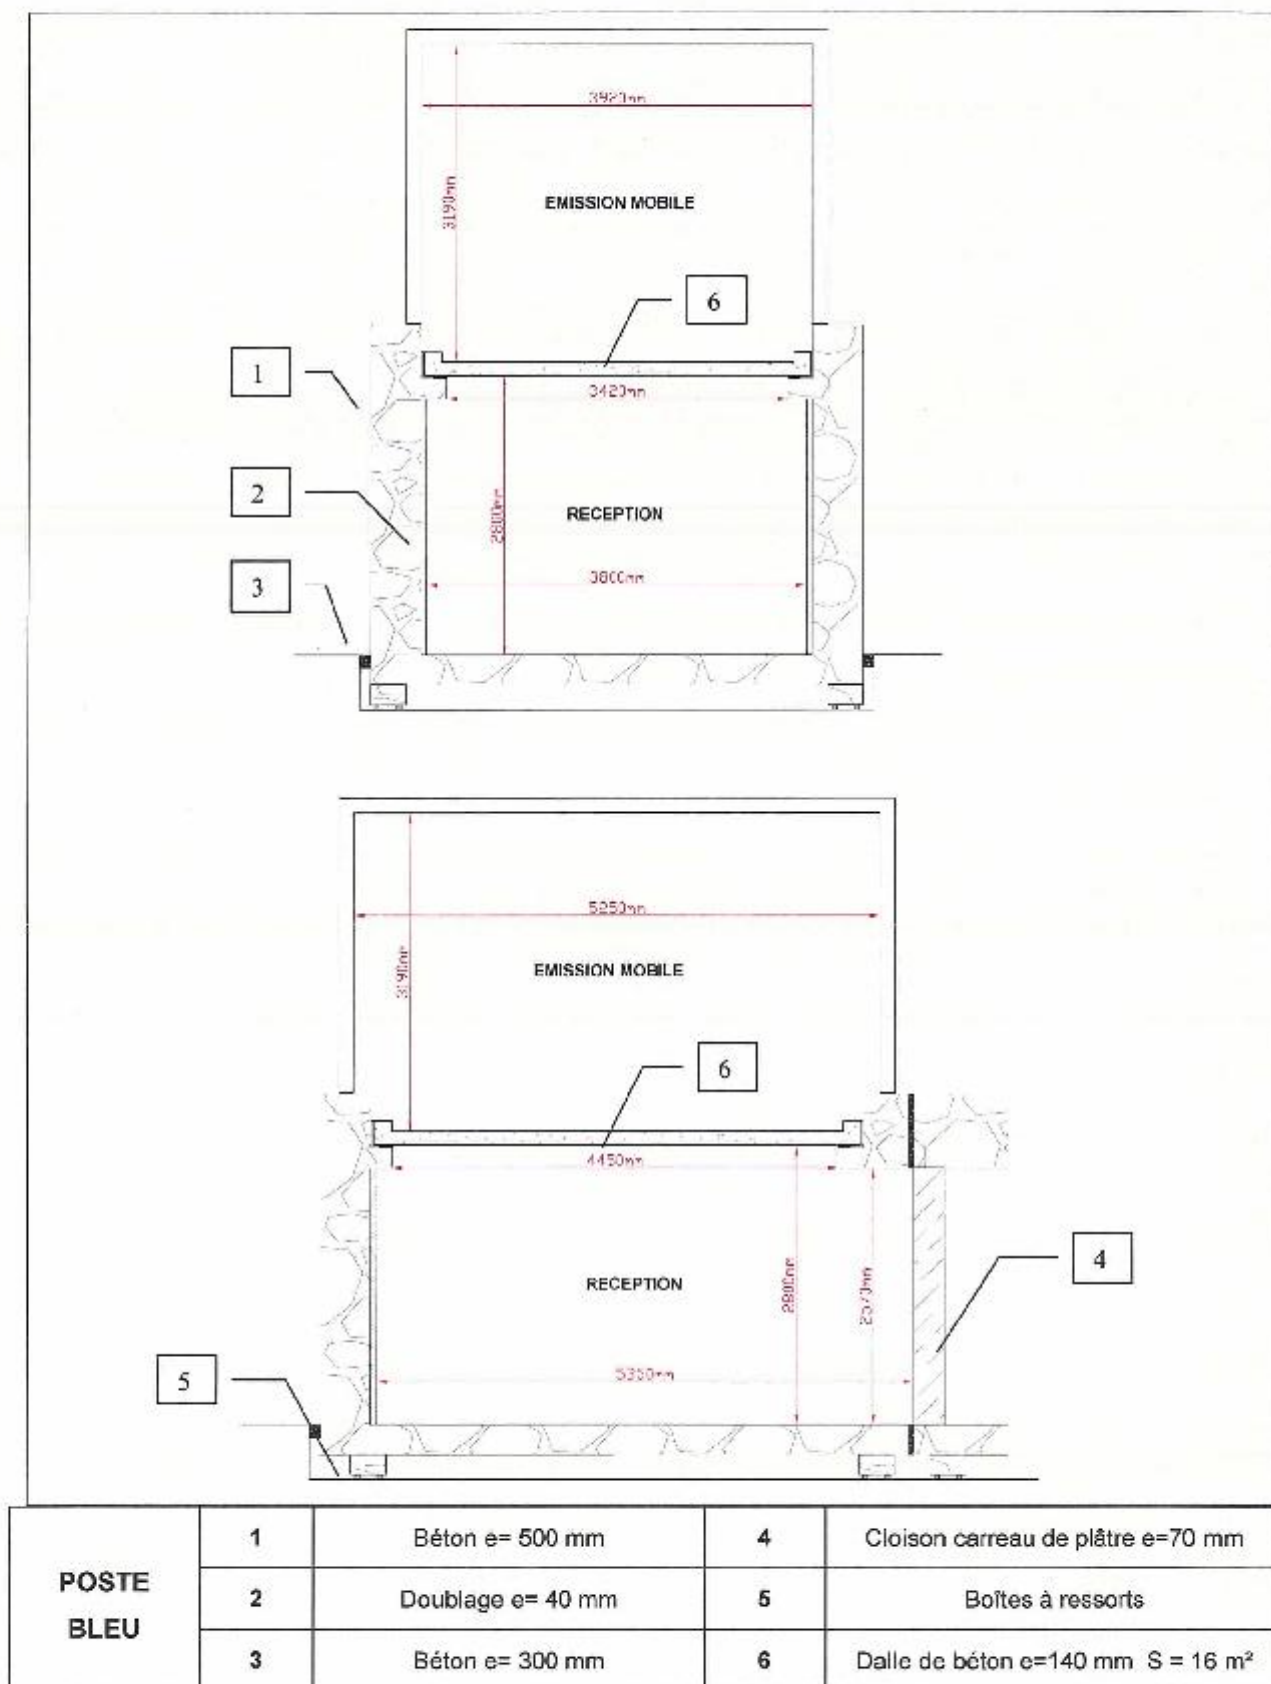 3920mm
3190mm
EMISSION MOBILE
6
1
3420mm
2
2800mm
RECEPTION
3
3800mm
5250mm
3190mm
EMISSION MOBILE
6
4450mm
RECEPTION
2800mm
2570mm
4
5
5350mm
POSTE BLEU
1 Béton e= 500 mm 4 Cloison carreau de plâtre e=70 mm
2 Doublage e= 40 mm 5 Boîtes à ressorts
3 Béton e= 300 mm 6 Dalle de béton e=140 mm S = 16 m²